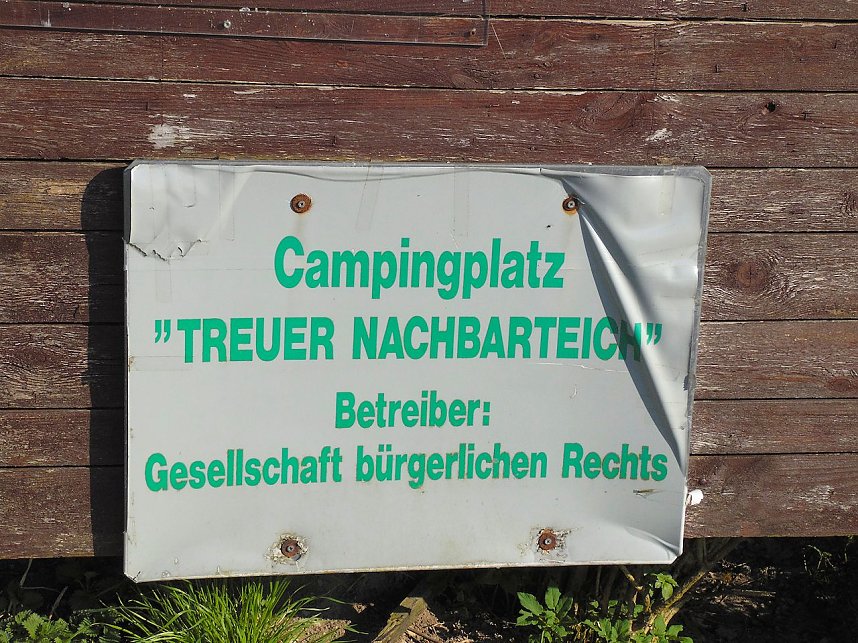 Campingplatz
"TREUER NACHBARTEICH"
Betreiber:
Gesellschaft bürgerlichen Rechts